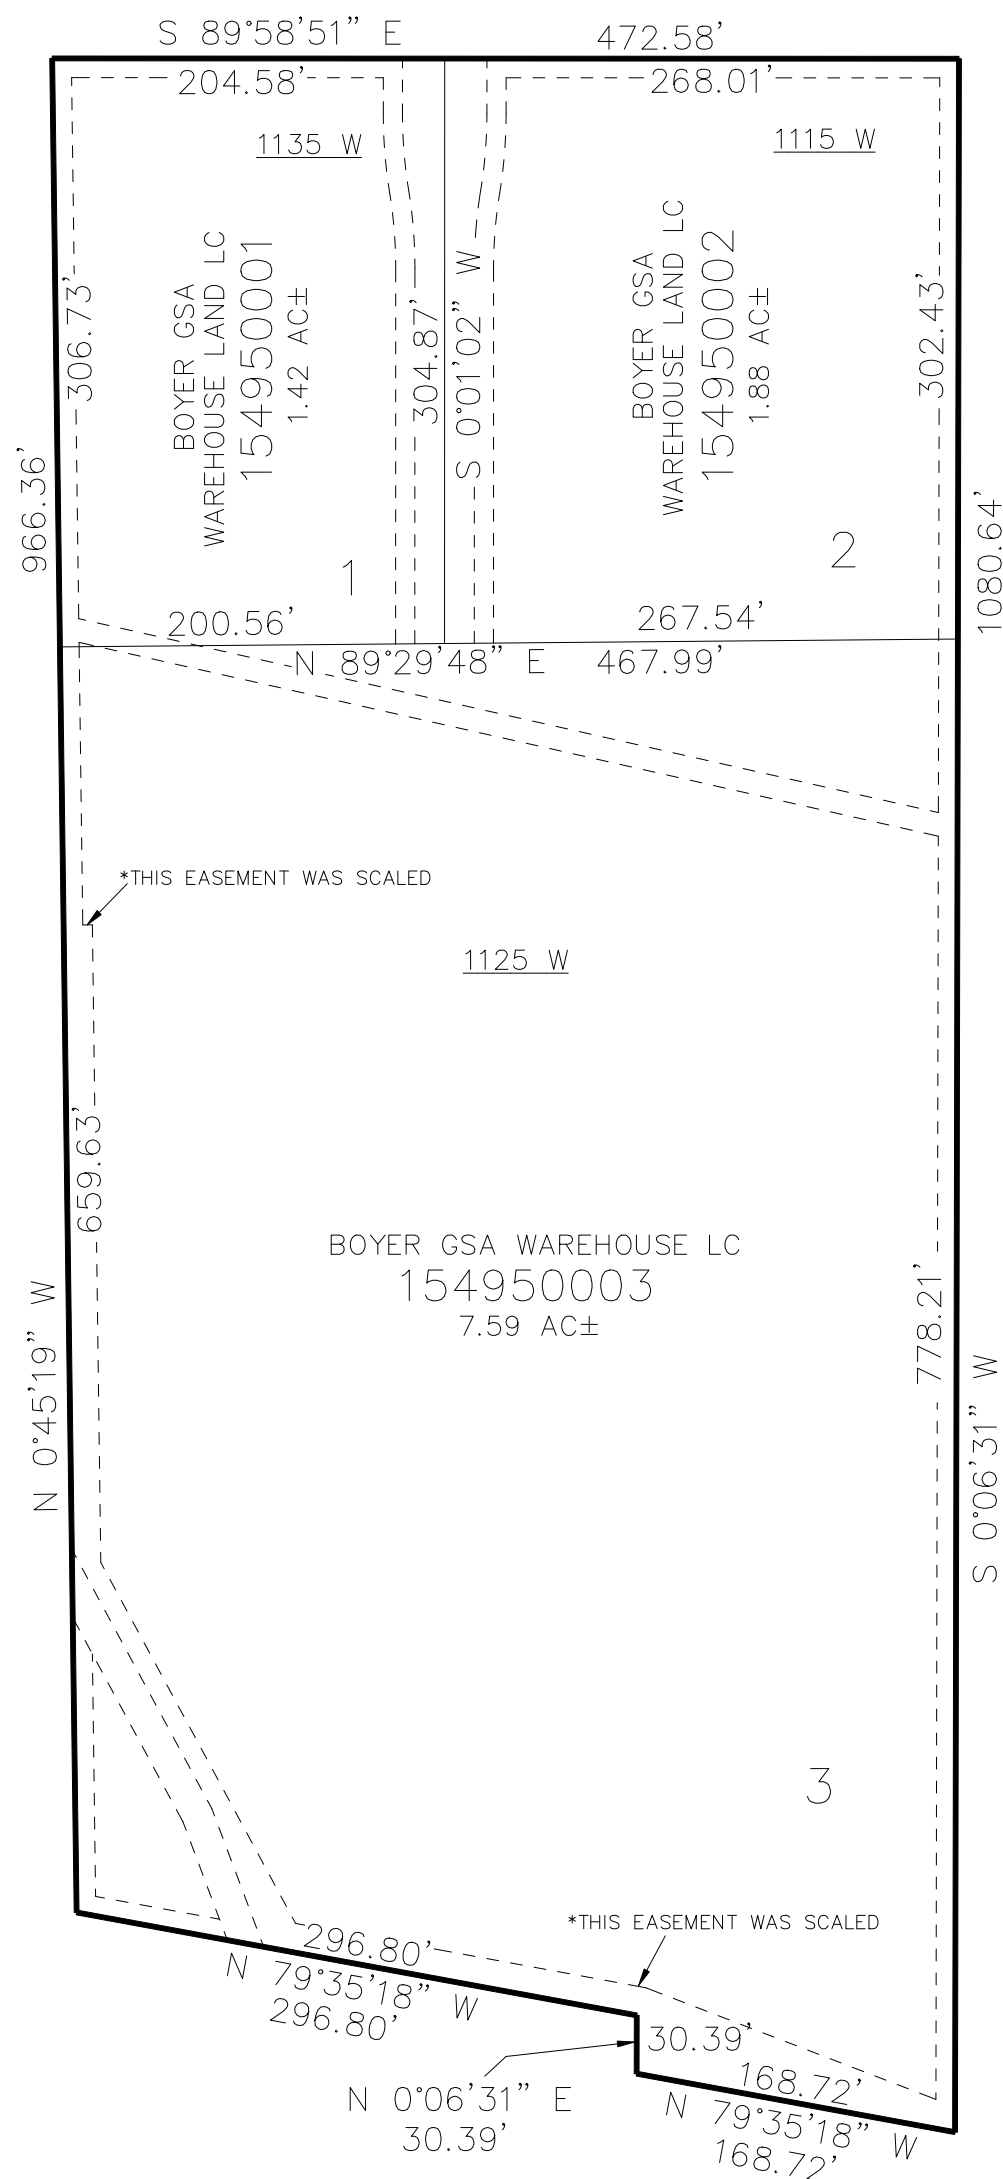 S 89°58'51" E
472.58'
204.58'
268.01'
1135 W
1115 W
BOYER GSA
WAREHOUSE LAND LC
154950001
1.42 AC±
BOYER GSA
WAREHOUSE LAND LC
154950002
1.88 AC±
306.73'
304.87'
S 0°01'02" W
302.43'
966.36'
1080.64'
1
2
200.56'
267.54'
N 89°29'48" E
467.99'
*THIS EASEMENT WAS SCALED
1125 W
659.63'
BOYER GSA WAREHOUSE LC
154950003
7.59 AC±
778.21'
N 0°45'19" W
S 0°06'31" W
3
*THIS EASEMENT WAS SCALED
296.80'
N 79°35'18" W
296.80'
30.39'
N 0°06'31" E
30.39'
168.72'
N 79°35'18" W
168.72'